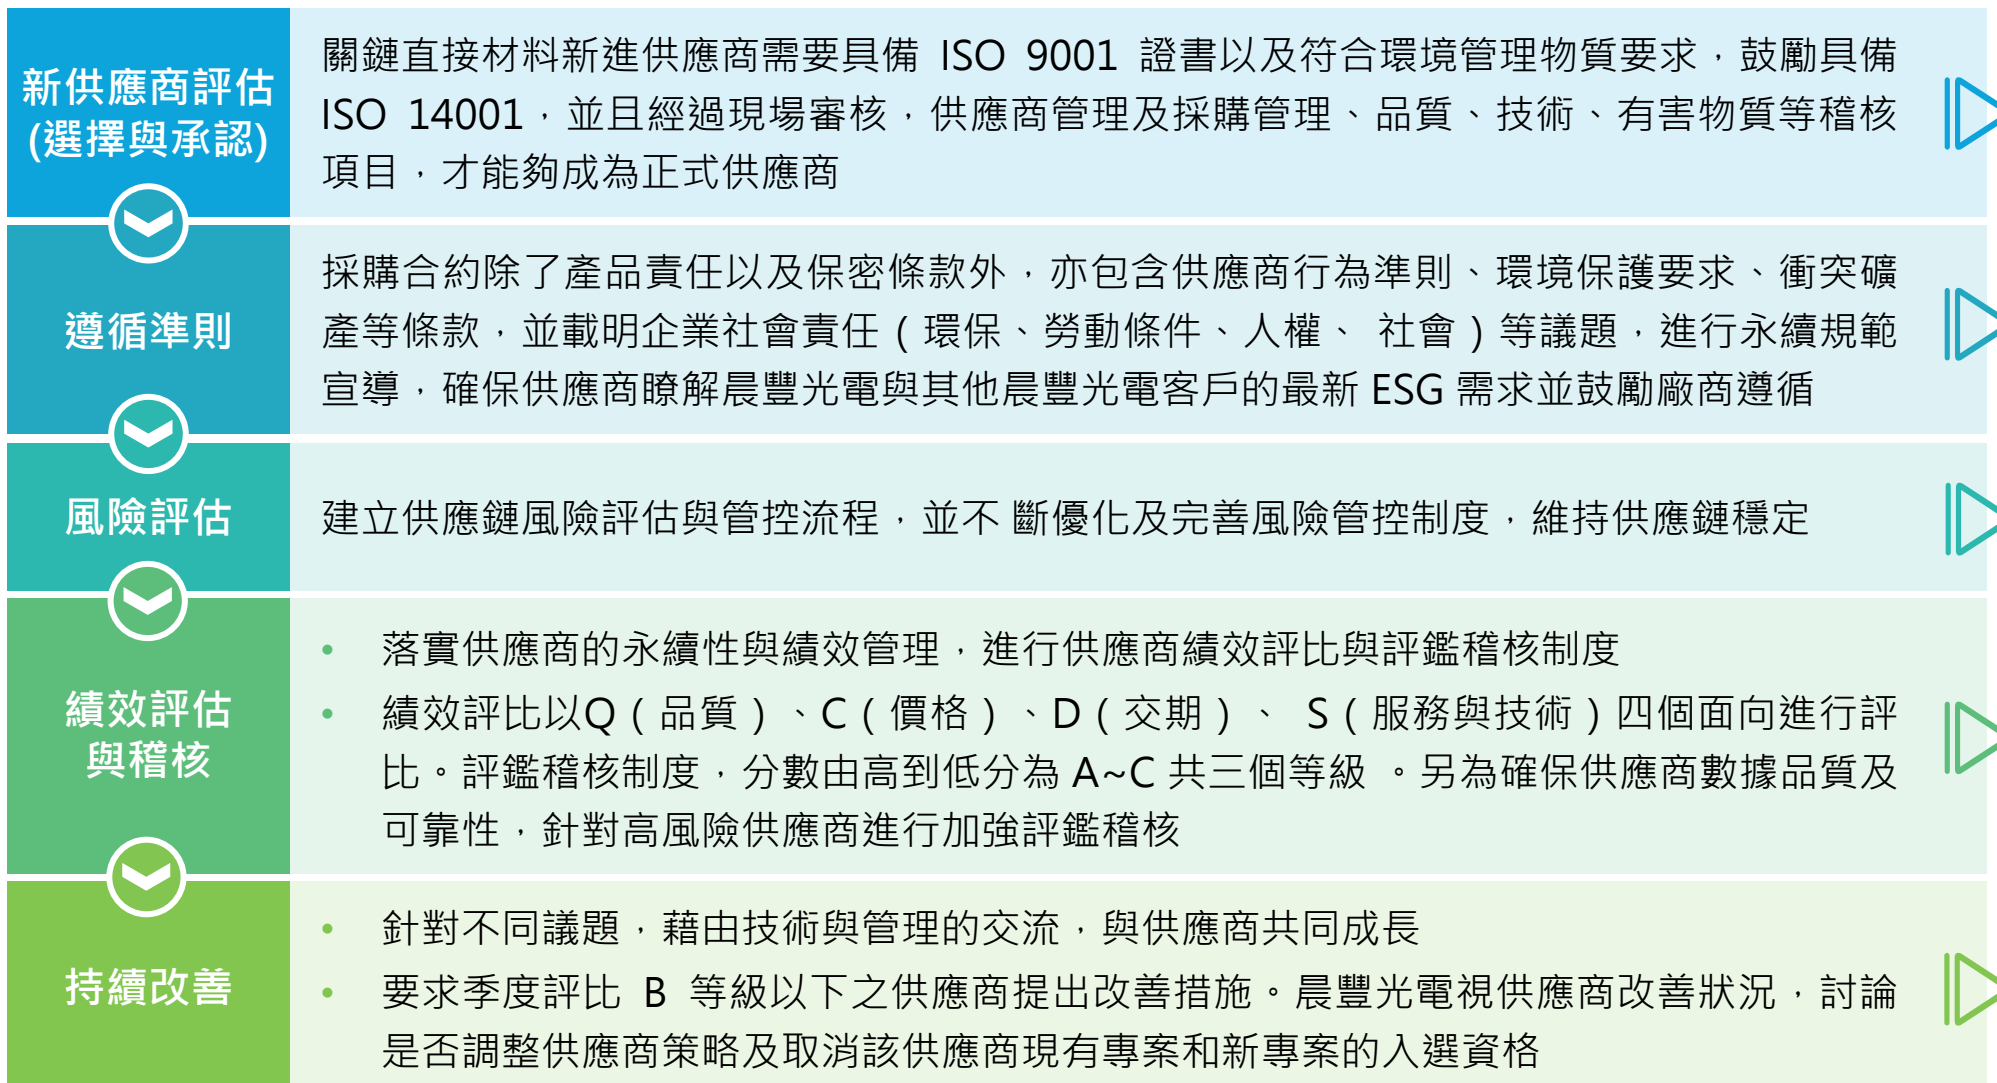 新供應商評估
(選擇與承認)
關鍵直接材料新進供應商需要具備 ISO 9001 證書以及符合環境管理物質要求，鼓勵具備
ISO 14001，並且經過現場審核，供應商管理及採購管理、品質、技術、有害物質等稽核
項目，才能夠成為正式供應商
遵循準則
採購合約除了產品責任以及保密條款外，亦包含供應商行為準則、環境保護要求、衝突礦
產等條款，並載明企業社會責任（環保、勞動條件、人權、 社會）等議題，進行永續規範
宣導，確保供應商瞭解晨豐光電與其他晨豐光電客戶的最新 ESG 需求並鼓勵廠商遵循
風險評估
建立供應鏈風險評估與管控流程，並不 斷優化及完善風險管控制度，維持供應鏈穩定
績效評估
與稽核
• 落實供應商的永續性與績效管理，進行供應商績效評比與評鑑稽核制度
• 績效評比以Q（品質）、C（價格）、D（交期）、 S（服務與技術）四個面向進行評
比。評鑑稽核制度，分數由高到低分為 A~C 共三個等級 。另為確保供應商數據品質及
可靠性，針對高風險供應商進行加強評鑑稽核
持續改善
• 針對不同議題，藉由技術與管理的交流，與供應商共同成長
• 要求季度評比 B 等級以下之供應商提出改善措施。晨豐光電視供應商改善狀況，討論
是否調整供應商策略及取消該供應商現有專案和新專案的入選資格